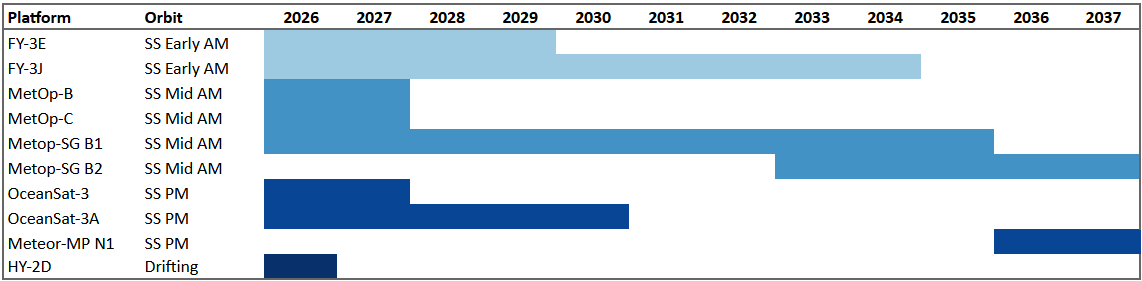 Platform Orbit 2026 2027 2028 2029 2030 2031 2032 2033 2034 2035 2036 2037
FY-3E SS Early AM
FY-3J SS Early AM
MetOp-B SS Mid AM
MetOp-C SS Mid AM
Metop-SG B1 SS Mid AM
Metop-SG B2 SS Mid AM
OceanSat-3 SS PM
OceanSat-3A SS PM
Meteor-MP N1 SS PM
HY-2D Drifting